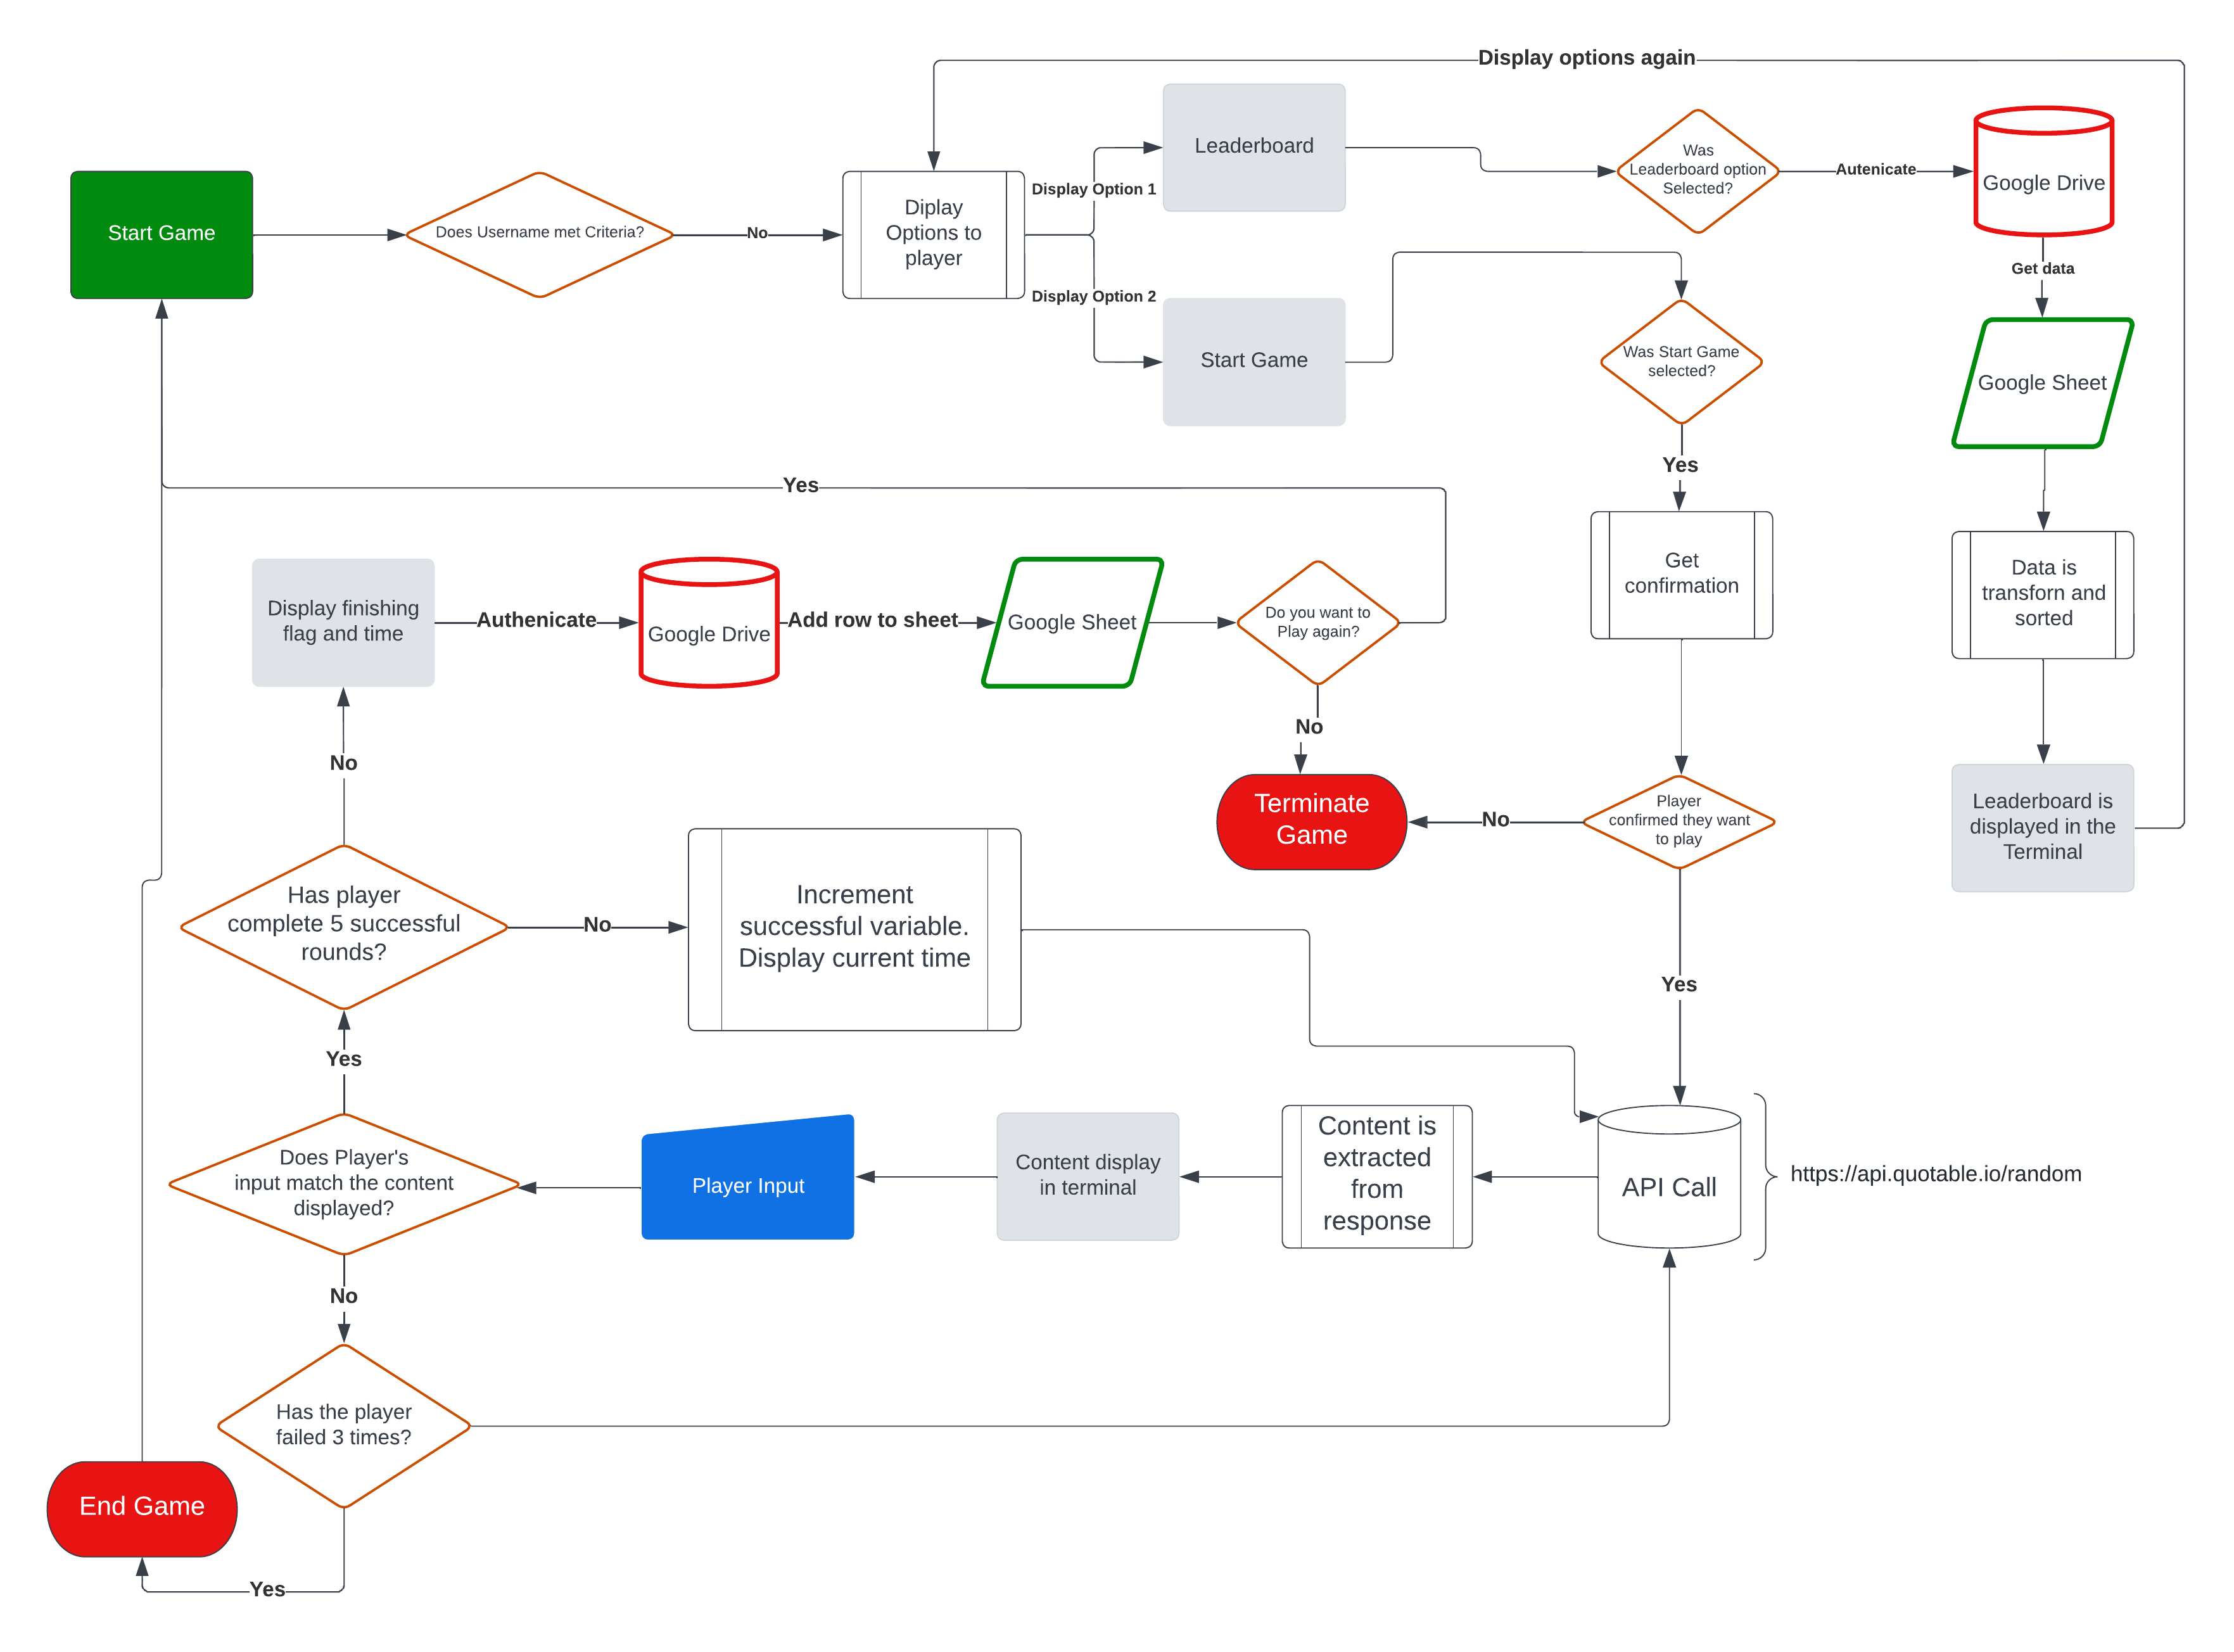 Display options again
Leaderboard
Was
Leaderboard option
Selected?
Autenicate
Google Drive
Start Game
Does Username met Criteria?
No
Diplay
Options to
player
Display Option 1
Display Option 2
Get data
Start Game
Was Start Game
selected?
Google Sheet
Yes
Yes
Get
confirmation
Data is
transforn and
sorted
Display finishing
flag and time
Authenicate
Google Drive
Add row to sheet
Google Sheet
Do you want to
Play again?
No
No
Terminate
Game
No
Player
confirmed they want
to play
Leaderboard is
displayed in the
Terminal
Has player
complete 5 successful
rounds?
No
Increment
successful variable.
Display current time
Yes
Yes
Does Player's
input match the content
displayed?
Player Input
Content display
in terminal
Content is
extracted
from
response
API Call
https://api.quotable.io/random
No
Has the player
failed 3 times?
End Game
Yes